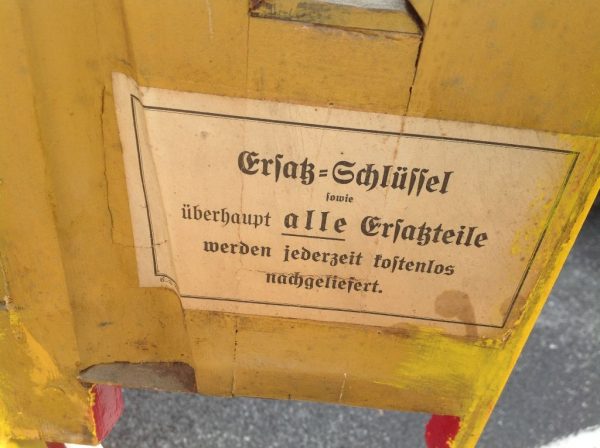 Erſatz=Schlüſſel
ſowie
überhaupt alle Erſatzteile
werden jederzeit koſtenlos
nachgeliefert.